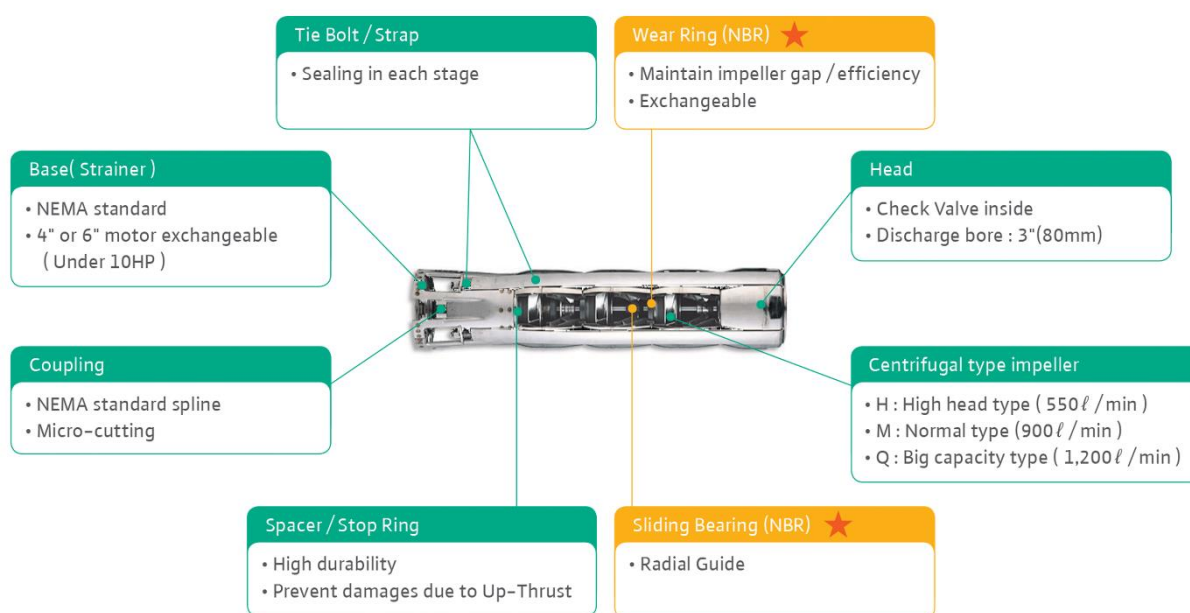 Tie Bolt / Strap
• Sealing in each stage
Wear Ring (NBR)
• Maintain impeller gap / efficiency
• Exchangeable
Base( Strainer )
• NEMA standard
• 4" or 6" motor exchangeable
( Under 10HP )
Head
• Check Valve inside
• Discharge bore : 3"(80mm)
Coupling
• NEMA standard spline
• Micro-cutting
Centrifugal type impeller
• H : High head type ( 550ℓ /min )
• M : Normal type (900ℓ /min )
• Q : Big capacity type ( 1,200ℓ /min )
Spacer / Stop Ring
• High durability
• Prevent damages due to Up-Thrust
Sliding Bearing (NBR)
• Radial Guide